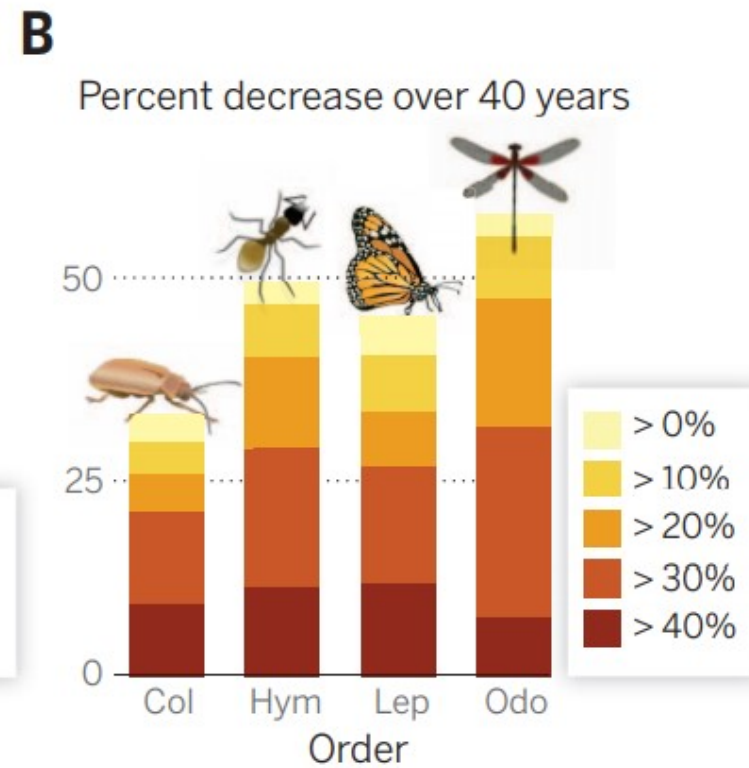 B
Percent decrease over 40 years
50
25
0
Col Hym Lep Odo
Order
> 0%
> 10%
> 20%
> 30%
> 40%